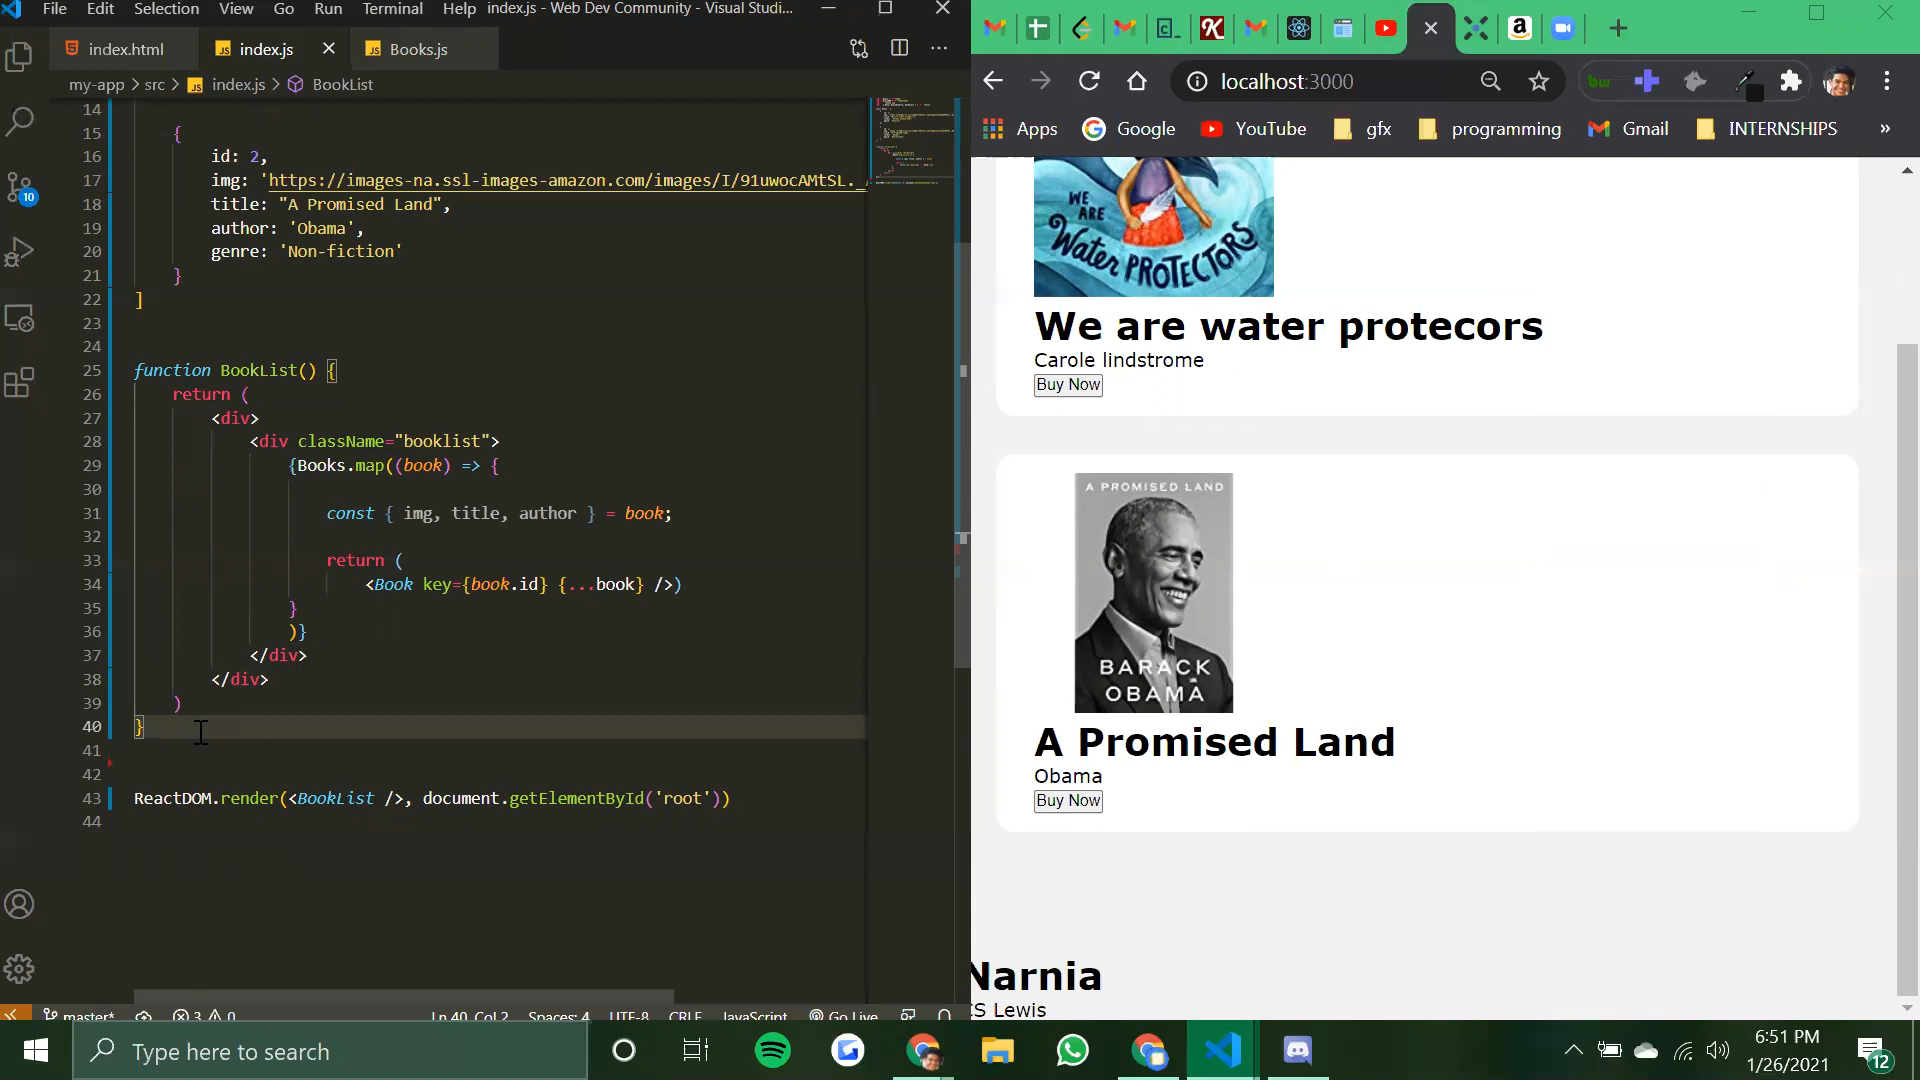 File Edit Selection View Go Run Terminal Help index.js - Web Dev Community - Visual Studi...
index.html index.js Books.js
my-app > src > index.js > BookList
14
15 {
16 id: 2,
17 img: 'https://images-na.ssl-images-amazon.com/images/I/91uwocAMtSL._
18 title: "A Promised Land",
19 author: 'Obama',
20 genre: 'Non-fiction'
21 }
22 ]
23
24
25 function BookList() {
26 return (
27 <div>
28 <div className="booklist">
29 {Books.map((book) => {
30
31 const { img, title, author } = book;
32
33 return (
34 <Book key={book.id} {...book} />)
35 }
36 )}
37 </div>
38 </div>
39 )
40 }
41
42
43 ReactDOM.render(<BookList />, document.getElementById('root'))
44
10
master* 3 0 Ln 40, Col 2 Spaces: 4 UTF-8 CRLF JavaScript Go Live
localhost:3000
Apps Google YouTube gfx programming Gmail INTERNSHIPS »
WE ARE
Water PROTECTORS
We are water protecors
Carole lindstrome
Buy Now
A PROMISED LAND
BARACK
OBAMA
A Promised Land
Obama
Buy Now
Narnia
CS Lewis
Type here to search
6:51 PM
1/26/2021
12